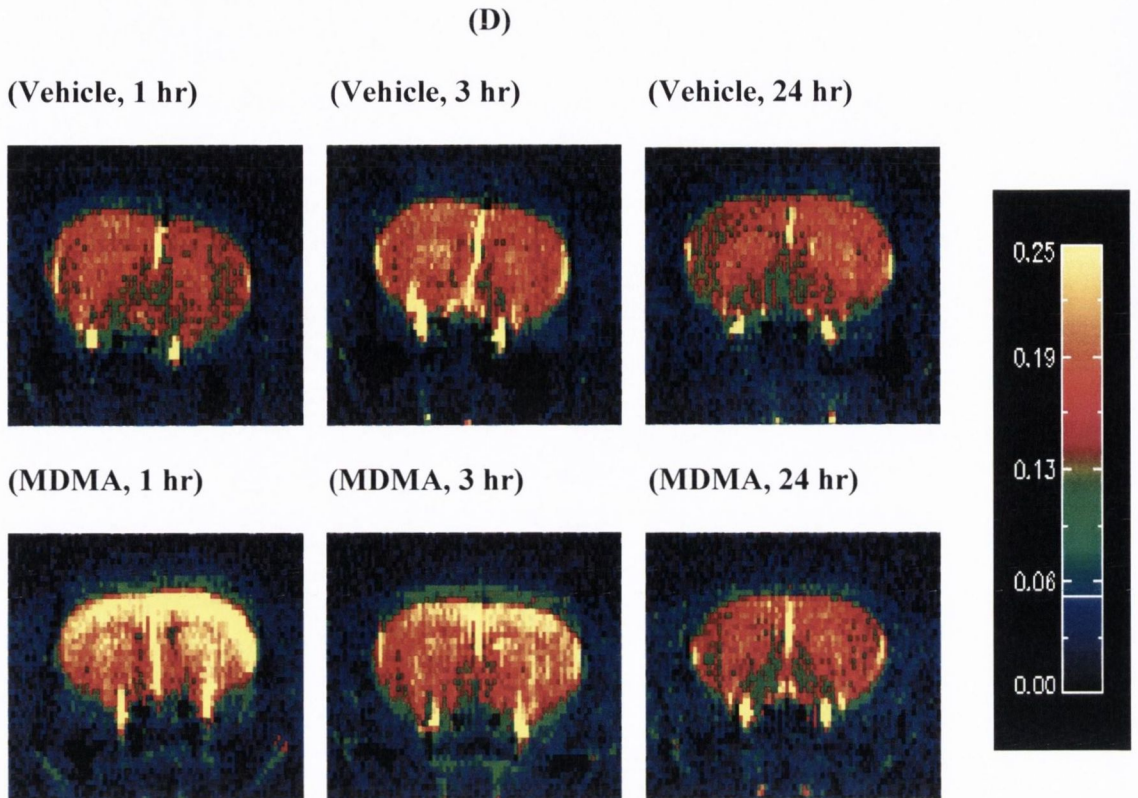 (D)
(Vehicle, 1 hr) (Vehicle, 3 hr) (Vehicle, 24 hr)
(MDMA, 1 hr) (MDMA, 3 hr) (MDMA, 24 hr)
0.25
0.19
0.13
0.06
0.00